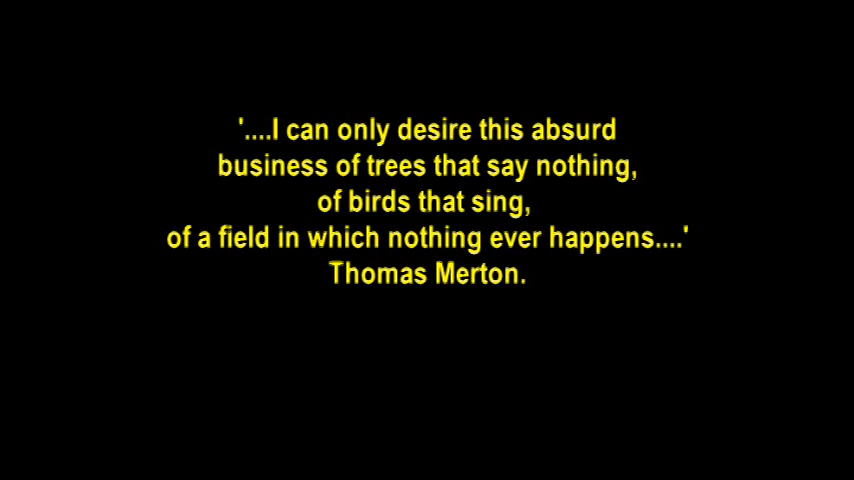 '....I can only desire this absurd
business of trees that say nothing,
of birds that sing,
of a field in which nothing ever happens....'
Thomas Merton.